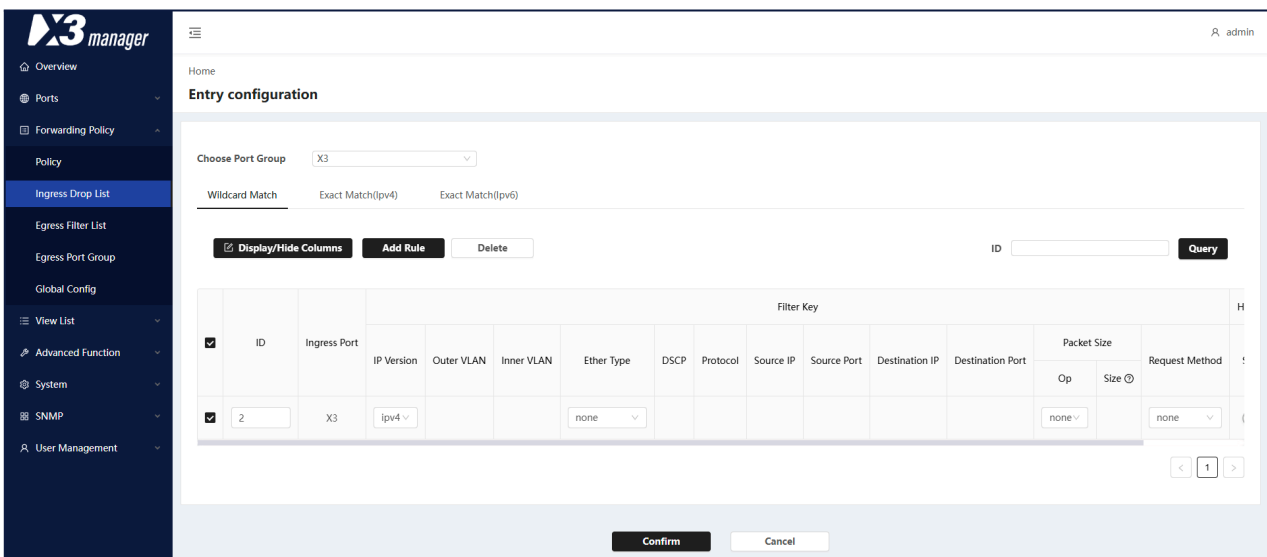 X3 manager
admin
Overview
Home
Ports
Entry configuration
Forwarding Policy
Policy
Ingress Drop List
Egress Filter List
Egress Port Group
Global Config
View List
Advanced Function
System
SNMP
User Management
Choose Port Group X3
Wildcard Match Exact Match(Ipv4) Exact Match(Ipv6)
Display/Hide Columns Add Rule Delete ID Query
Filter Key H
ID Ingress Port IP Version Outer VLAN Inner VLAN Ether Type DSCP Protocol Source IP Source Port Destination IP Destination Port Packet Size Request Method
Op Size
2 X3 ipv4 none none none
< 1 >
Confirm Cancel